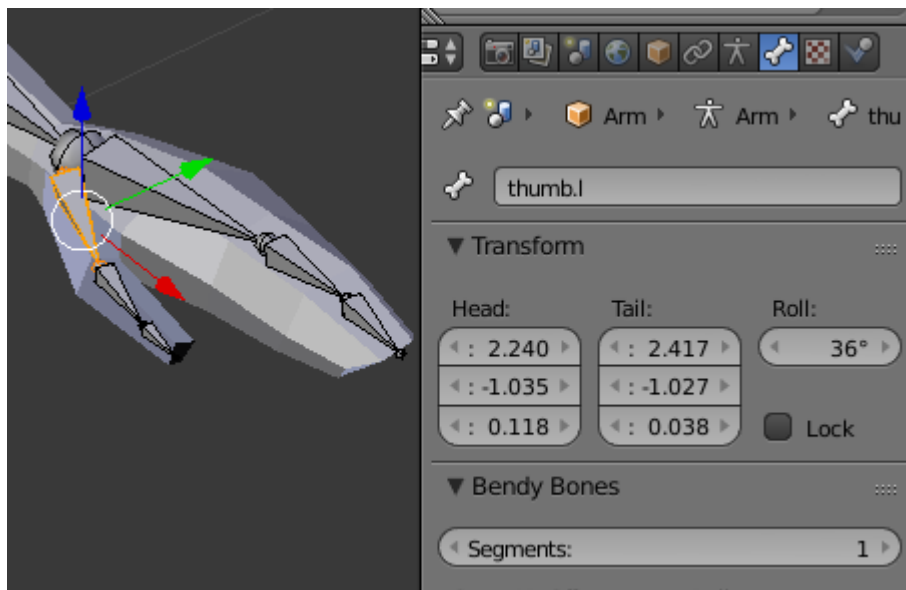 Arm Arm thu
thumb.l
Transform
Head: Tail: Roll:
: 2.240 : 2.417 36°
: -1.035 : -1.027
: 0.118 : 0.038 Lock
Bendy Bones
Segments: 1